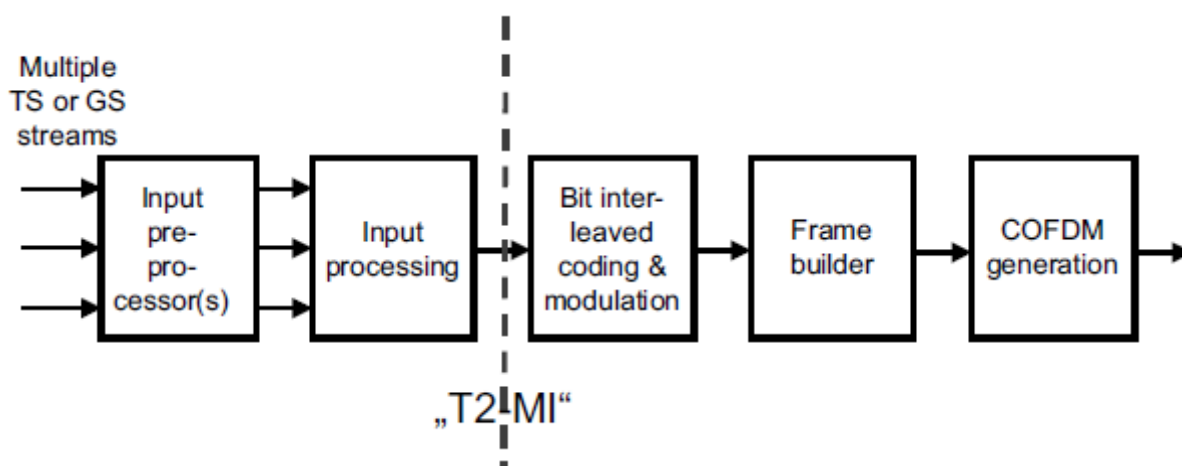 Multiple
TS or GS
streams
Input
pre-
pro-
cessor(s)
Input
processing
Bit inter-
leaved
coding &
modulation
Frame
builder
COFDM
generation
„T2-MI“